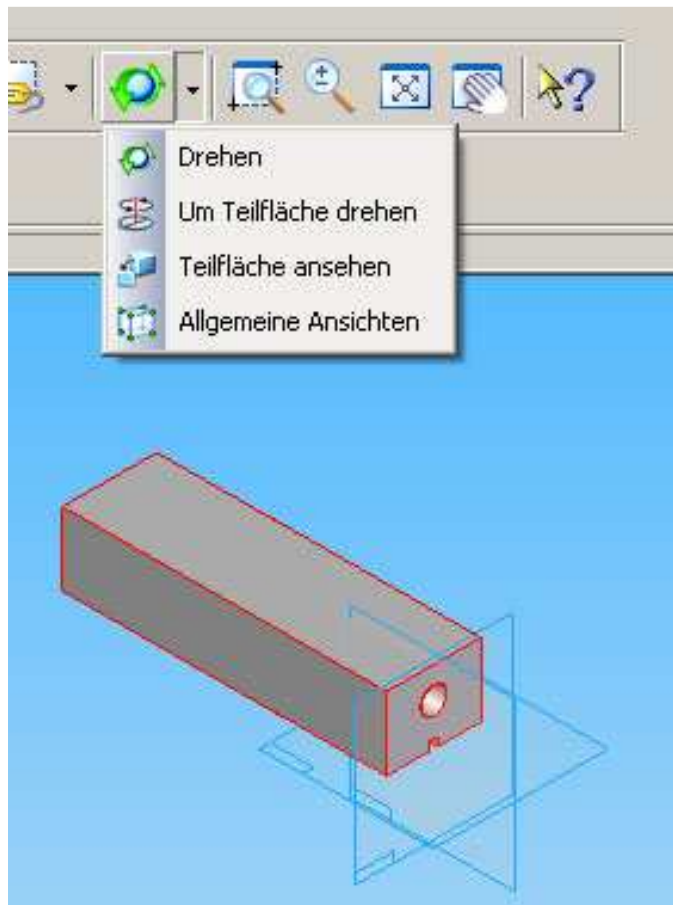 Drehen
Um Teilfläche drehen
Teilfläche ansehen
Allgemeine Ansichten